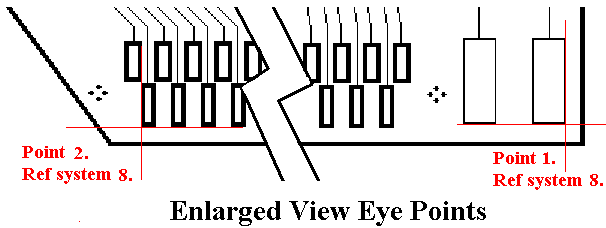 Point 2.
Ref system 8.
Point 1.
Ref system 8.
Enlarged View Eye Points